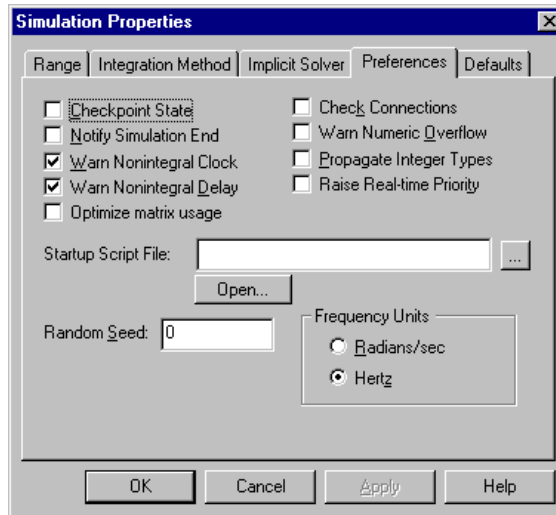 Simulation Properties
Range Integration Method Implicit Solver Preferences Defaults
Checkpoint State
Notify Simulation End
Warn Nonintegral Clock
Warn Nonintegral Delay
Optimize matrix usage
Check Connections
Warn Numeric Overflow
Propagate Integer Types
Raise Real-time Priority
Startup Script File: ...
Open...
Random Seed: 0
Frequency Units
Radians/sec
Hertz
OK Cancel Apply Help